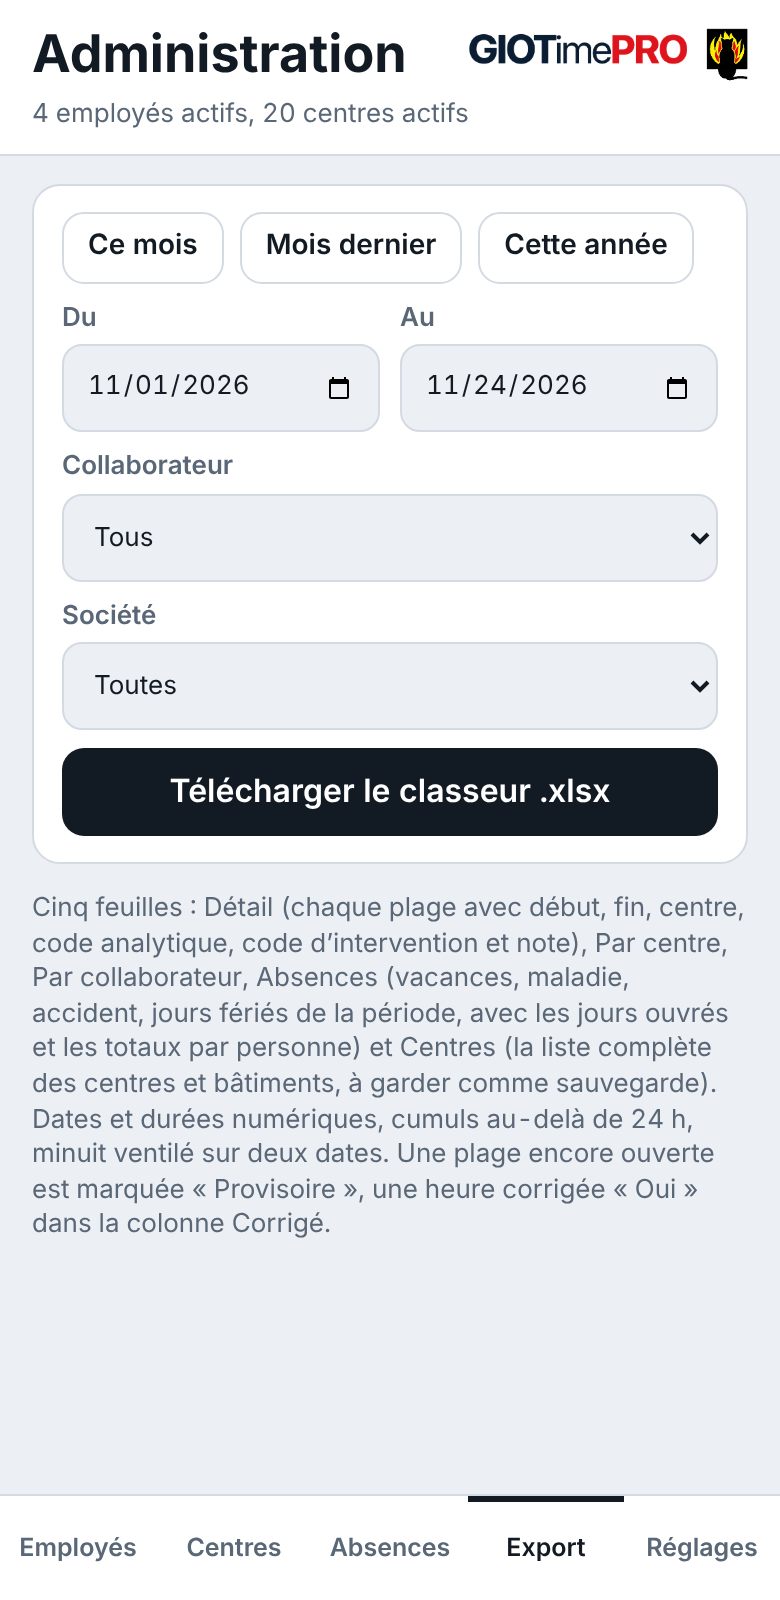 Administration
GIOTimePRO
4 employés actifs, 20 centres actifs
Ce mois
Mois dernier
Cette année
Du
Au
11/01/2026
11/24/2026
Collaborateur
Tous
Société
Toutes
Télécharger le classeur .xlsx
Cinq feuilles : Détail (chaque plage avec début, fin, centre,
code analytique, code d’intervention et note), Par centre,
Par collaborateur, Absences (vacances, maladie,
accident, jours fériés de la période, avec les jours ouvrés
et les totaux par personne) et Centres (la liste complète
des centres et bâtiments, à garder comme sauvegarde).
Dates et durées numériques, cumuls au-delà de 24 h,
minuit ventilé sur deux dates. Une plage encore ouverte
est marquée « Provisoire », une heure corrigée « Oui »
dans la colonne Corrigé.
Employés
Centres
Absences
Export
Réglages